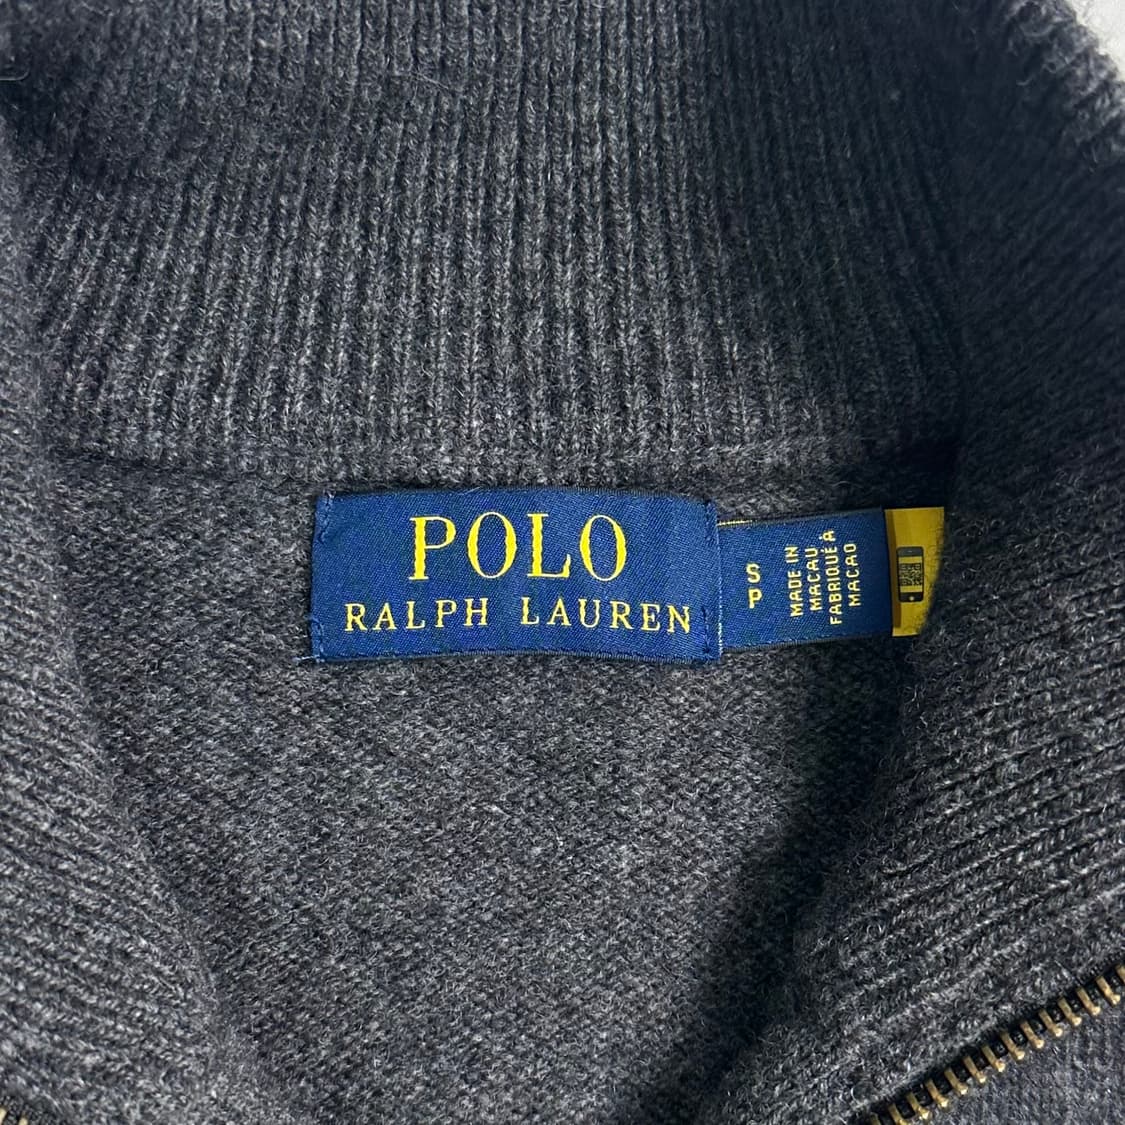 POLO
RALPH LAUREN
S
P
MADE IN
MACAU
FABRIQUÉ À
MACAO